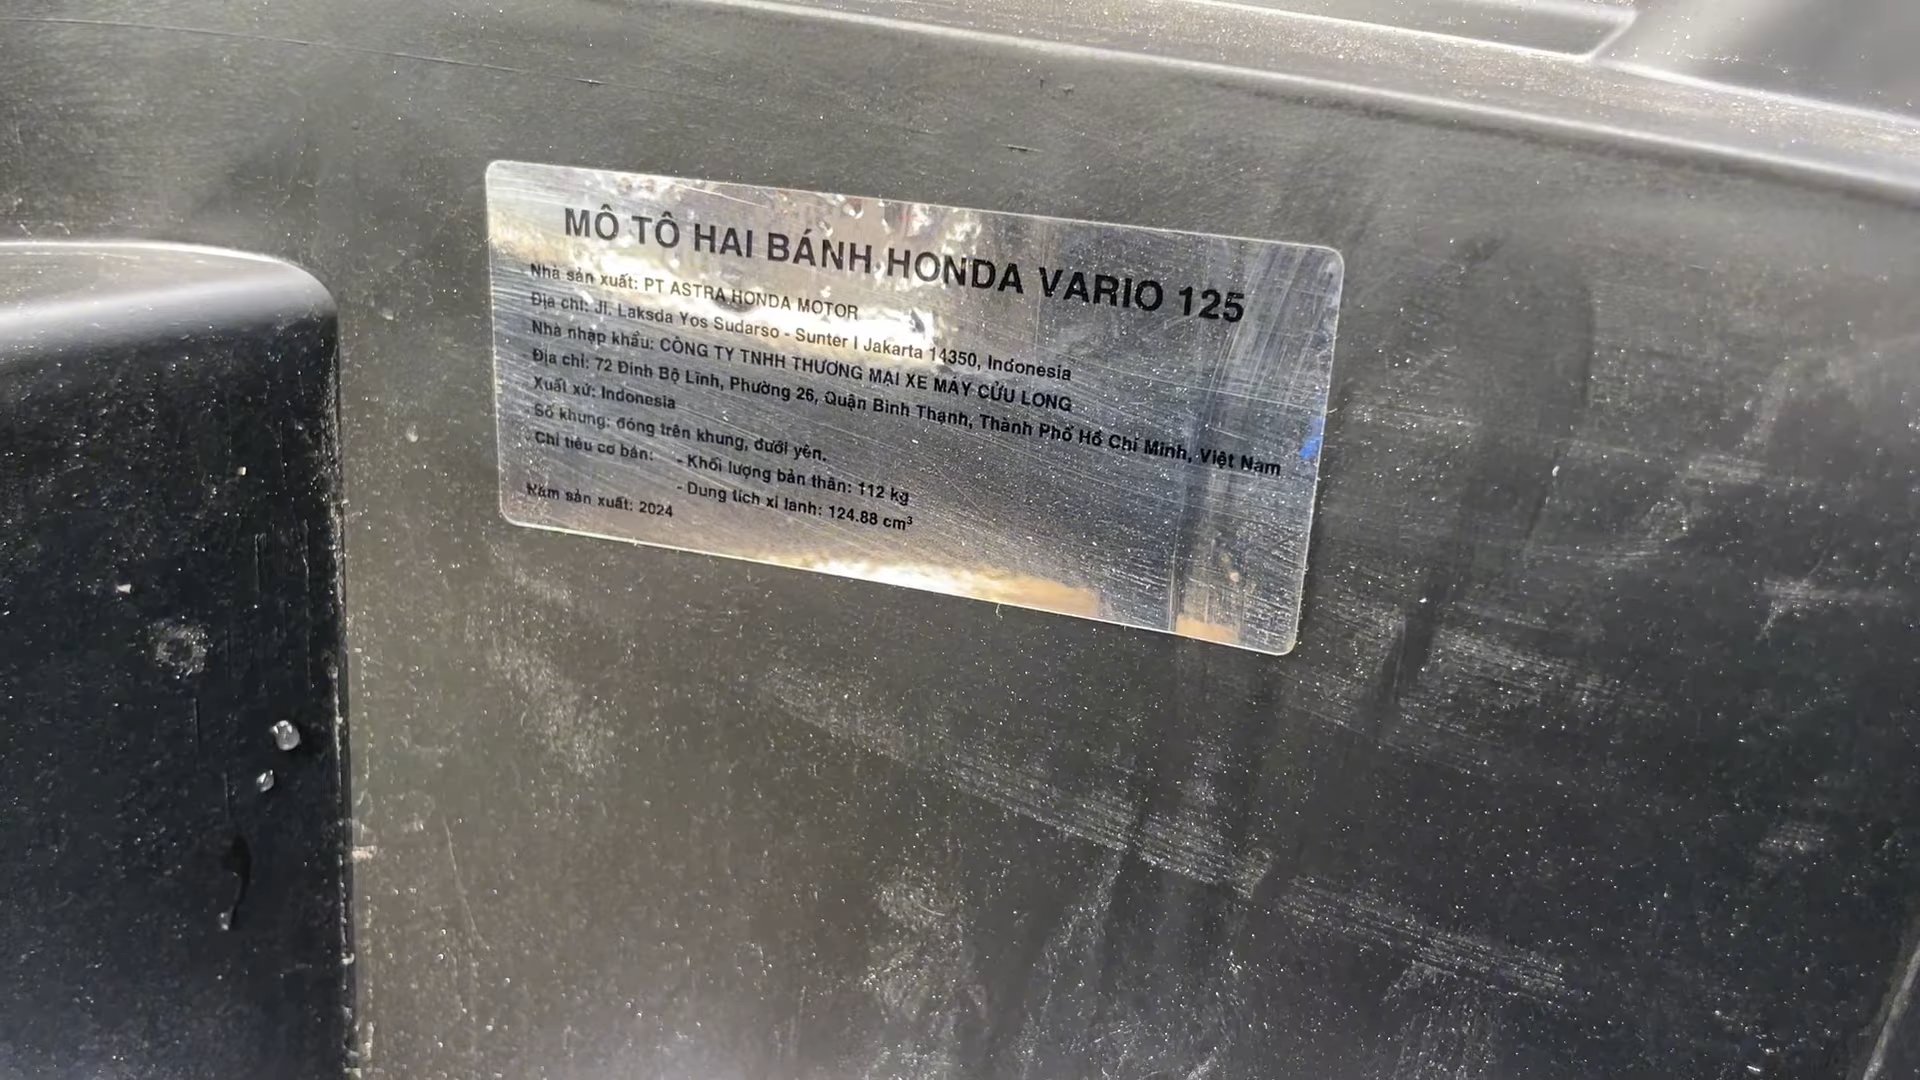 MÔ TÔ HAI BÁNH HONDA VARIO 125
Nhà sản xuất: PT ASTRA HONDA MOTOR
Địa chỉ: Jl. Laksda Yos Sudarso - Sunter I Jakarta 14350, Indonesia
Nhà nhập khẩu: CÔNG TY TNHH THƯƠNG MẠI XE MÁY CỬU LONG
Địa chỉ: 72 Đinh Bộ Lĩnh, Phường 26, Quận Bình Thạnh, Thành Phố Hồ Chí Minh, Việt Nam
Xuất xứ: Indonesia
Số khung: đóng trên khung, dưới yên.
Chỉ tiêu cơ bản: - Khối lượng bản thân: 112 kg
- Dung tích xi lanh: 124.88 cm³
Năm sản xuất: 2024